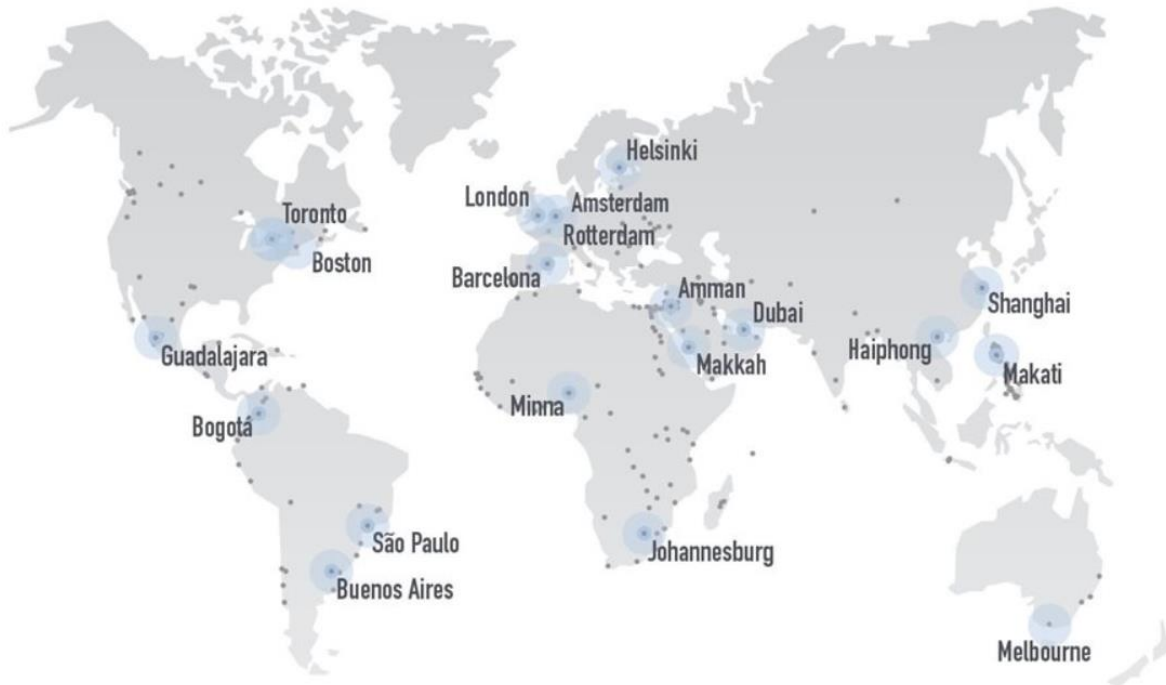 Helsinki
London
Amsterdam
Toronto
Rotterdam
Boston
Barcelona
Amman
Shanghai
Dubai
Guadalajara
Makkah
Haiphong
Makati
Minna
Bogotá
São Paulo
Johannesburg
Buenos Aires
Melbourne